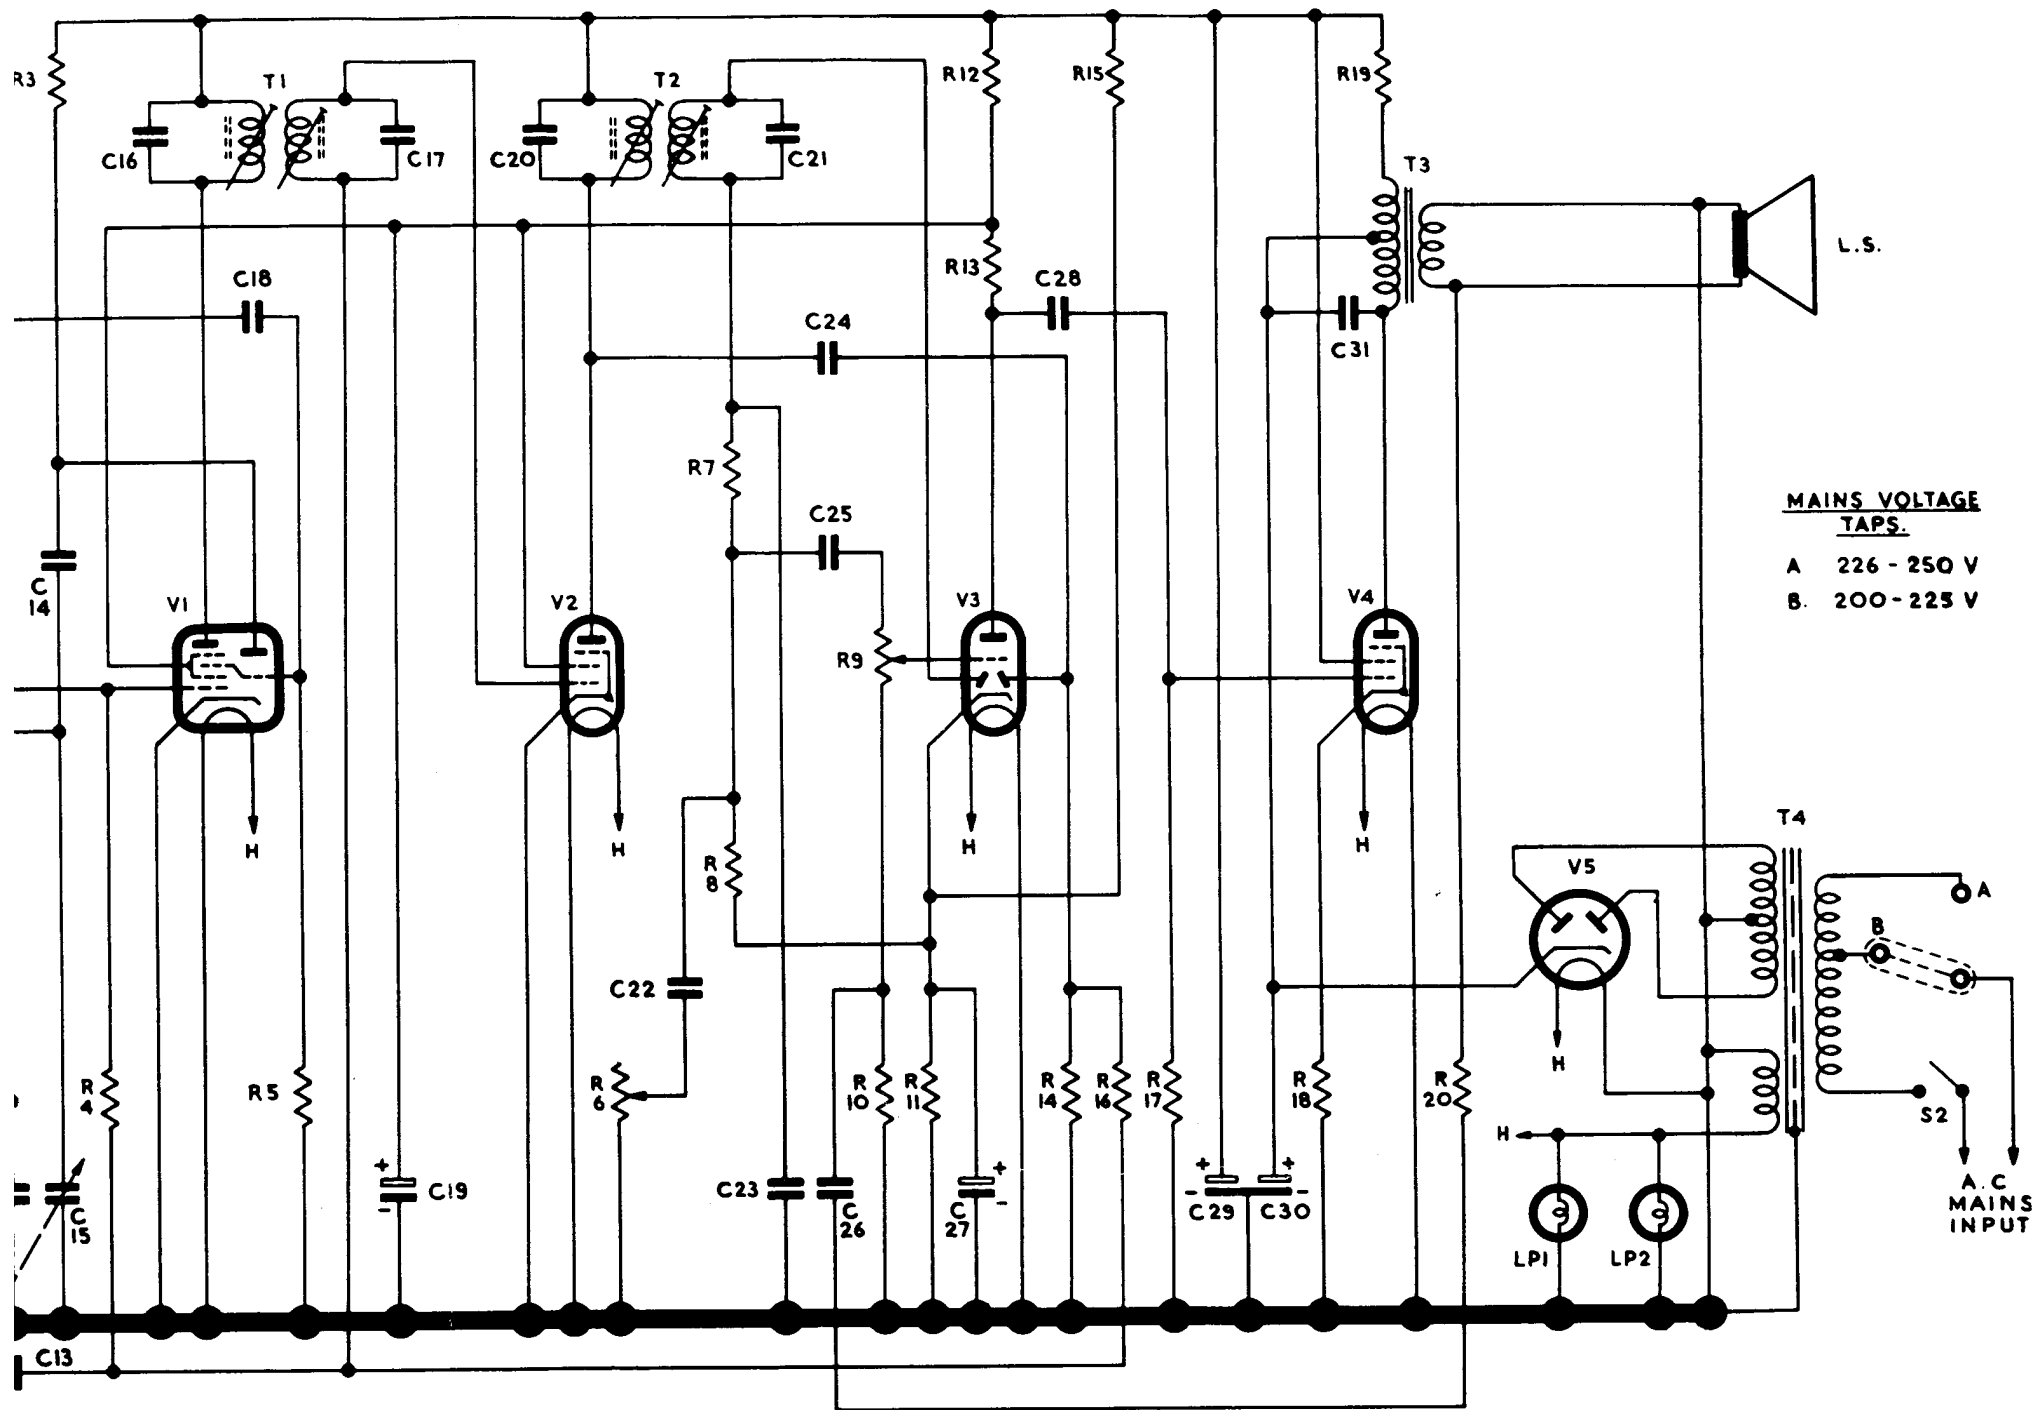 R3
T1
T2
R12
R15
R19
C16
C17
C20
C21
T3
L.S.
C18
R13
C28
C24
C31
R7
C25
MAINS VOLTAGE
TAPS.
A 226 - 250 V
B. 200 - 225 V
C
14
V1
V2
V3
V4
R9
H
H
H
H
T4
V5
R
8
A
B
C22
H
R
4
R5
R
6
R
10
R
11
R
14
R
16
R
17
R
18
R
20
S2
H
+
-
C19
C23
C
26
+
-
C
27
+
-
C29
+
-
C30
C
15
A.C
MAINS
INPUT
LP1
LP2
C13